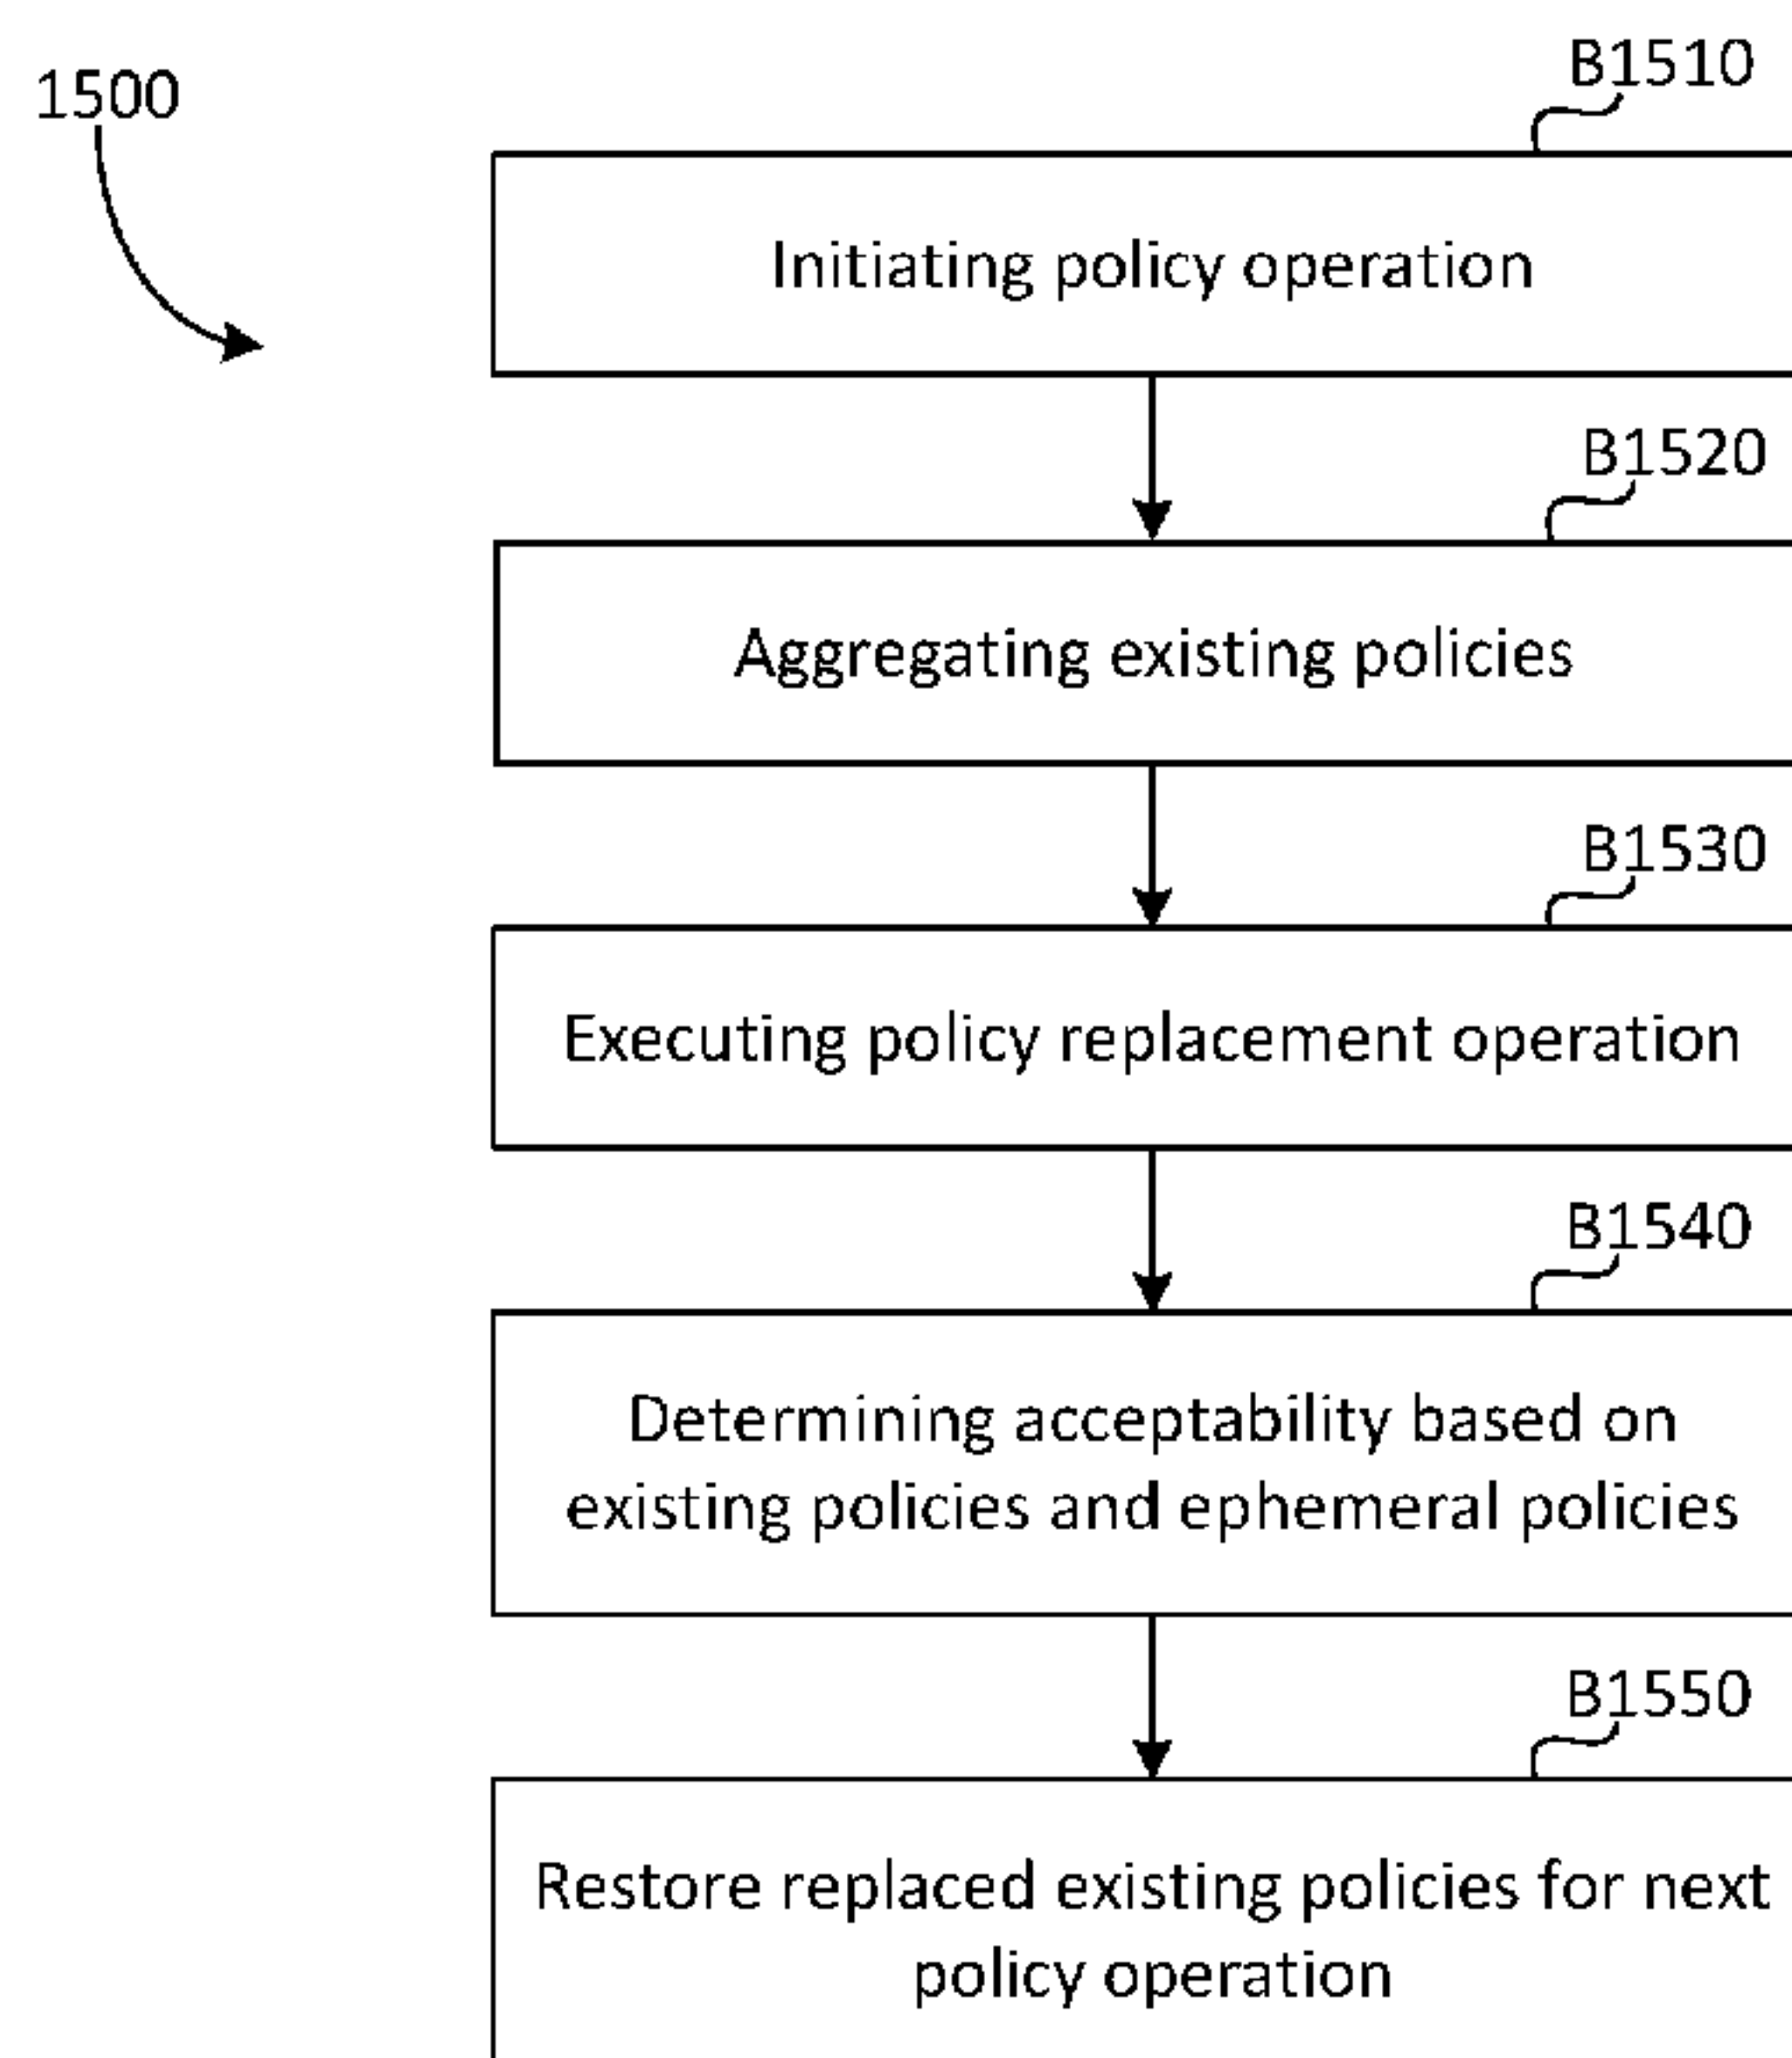 1500
B1510
Initiating policy operation
B1520
Aggregating existing policies
B1530
Executing policy replacement operation
B1540
Determining acceptability based on
existing policies and ephemeral policies
B1550
Restore replaced existing policies for next
policy operation